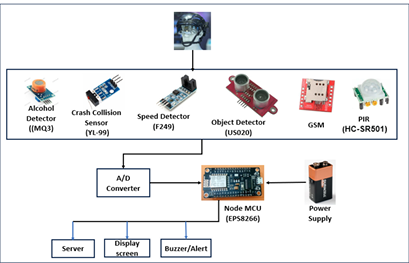 Alcohol
Detector
((MQ3)
Crash Collision
Sensor
(YL-99)
Speed Detector
(F249)
Object Detector
(US020)
GSM
PIR
(HC-SR501)
A/D
Converter
Node MCU
(EPS8266)
Power
Supply
Server
Display
screen
Buzzer/Alert